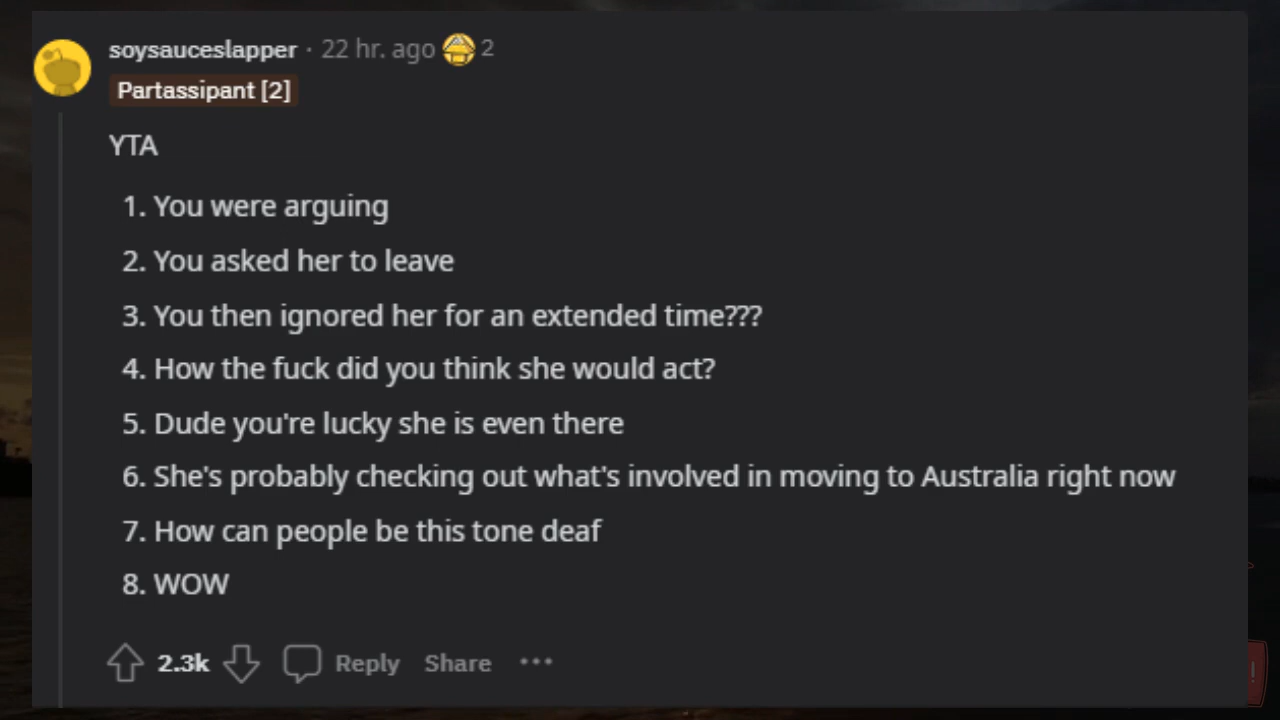 soysauceslapper · 22 hr. ago 2
Partassipant [2]
YTA
1. You were arguing
2. You asked her to leave
3. You then ignored her for an extended time???
4. How the fuck did you think she would act?
5. Dude you're lucky she is even there
6. She's probably checking out what's involved in moving to Australia right now
7. How can people be this tone deaf
8. WOW
2.3k Reply Share ···